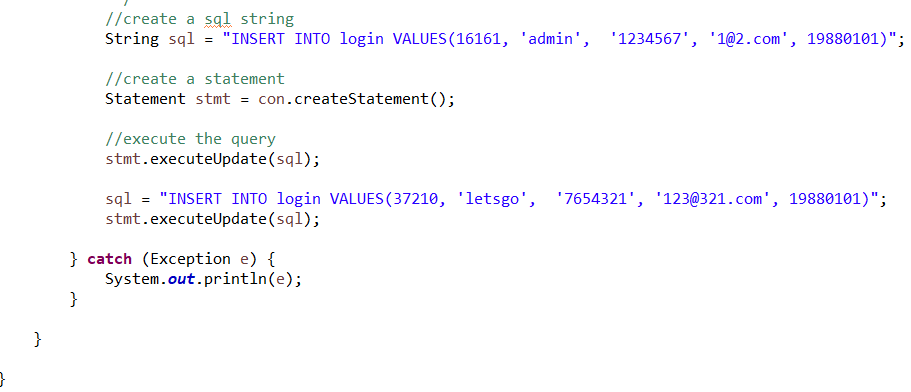 //create a sql string
String sql = "INSERT INTO login VALUES(16161, 'admin',  '1234567', '1@2.com', 19880101)";
//create a statement
Statement stmt = con.createStatement();
//execute the query
stmt.executeUpdate(sql);
sql = "INSERT INTO login VALUES(37210, 'letsgo',  '7654321', '123@321.com', 19880101)";
stmt.executeUpdate(sql);
} catch (Exception e) {
System.out.println(e);
}
}
}